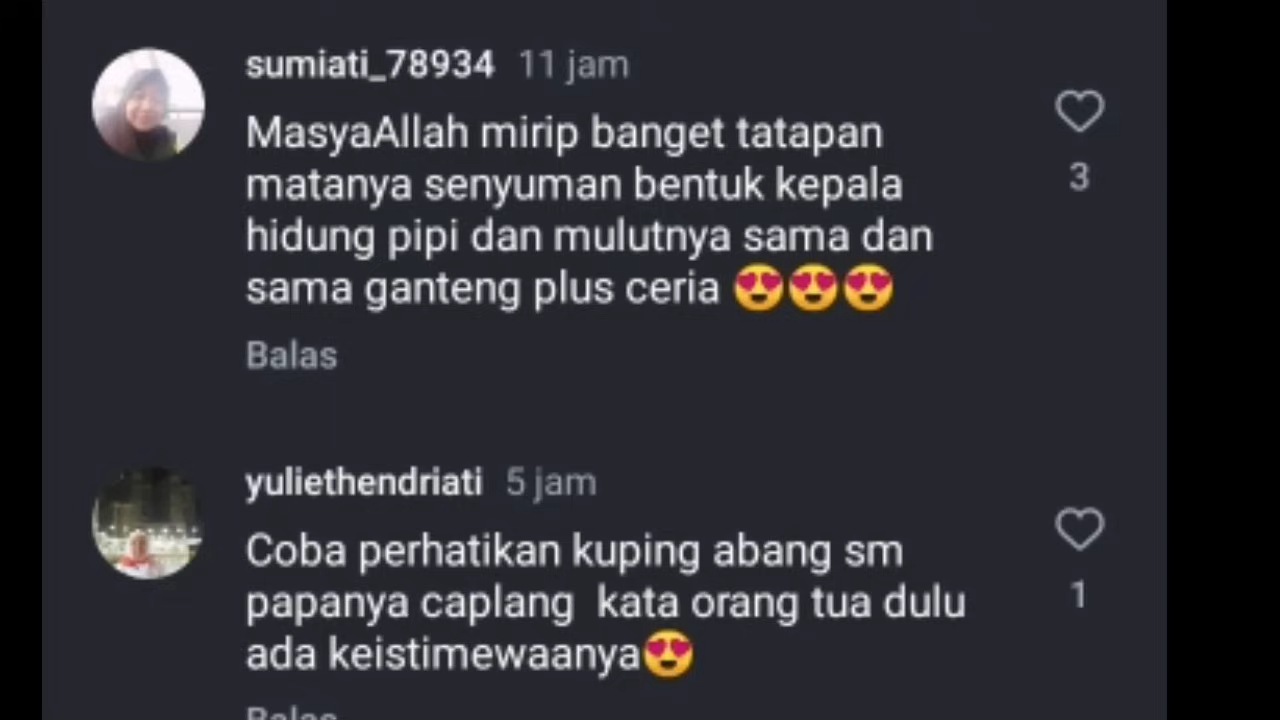 sumiati_78934 11 jam
MasyaAllah mirip banget tatapan
matanya senyuman bentuk kepala
hidung pipi dan mulutnya sama dan
sama ganteng plus ceria 😍😍😍
3
Balas
yuliethendriati 5 jam
Coba perhatikan kuping abang sm
papanya caplang  kata orang tua dulu
ada keistimewaanya😍
1
Balas